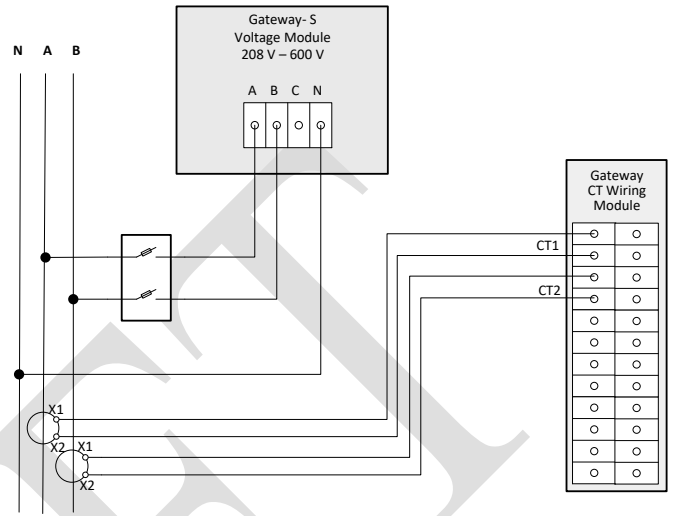 Gateway- S
Voltage Module
208 V – 600 V
N A B
A B C N
Gateway
CT Wiring
Module
CT1
CT2
X1
X2 X1
X2